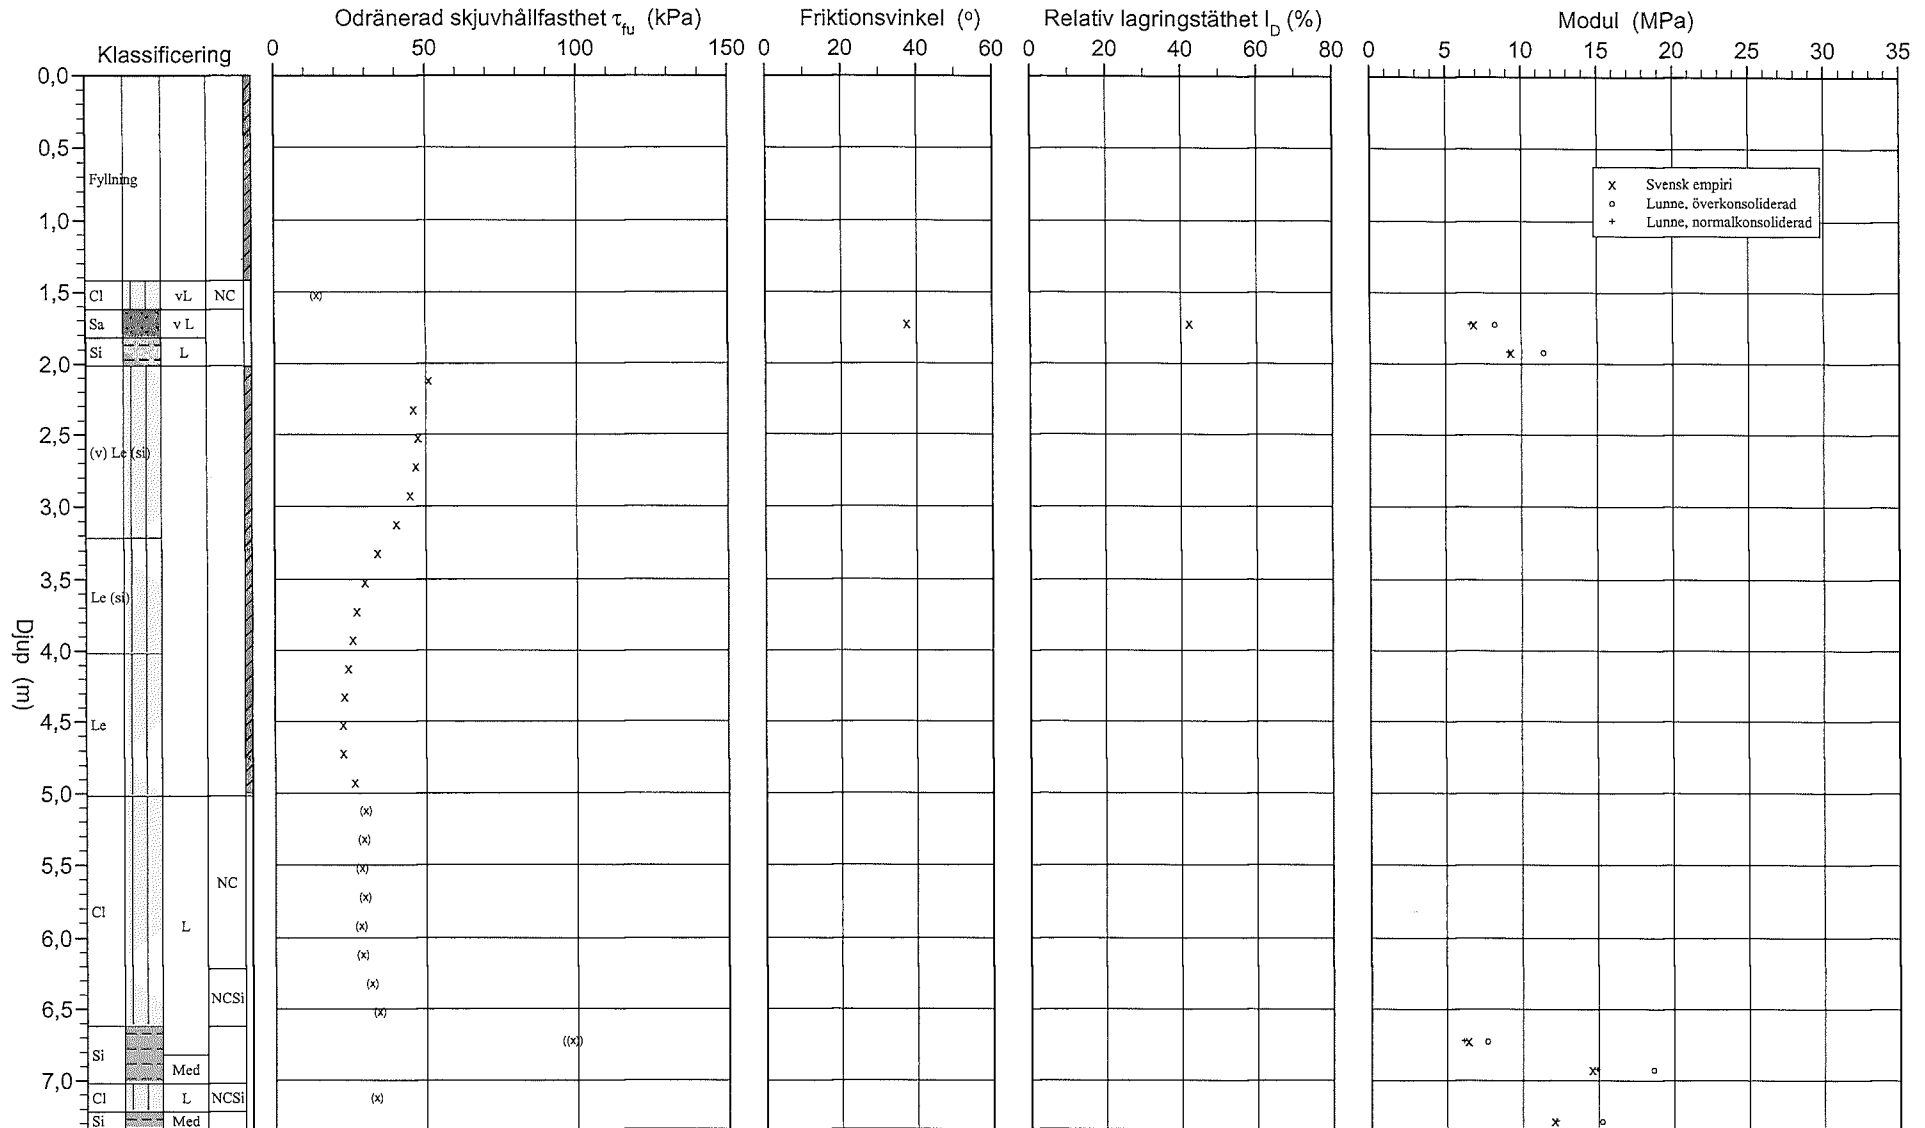 Odränerad skjuvhållfasthet τfu (kPa)
Friktionsvinkel (°)
Relativ lagringstäthet ID (%)
Modul (MPa)
Klassificering
0 50 100 150
0 20 40 60
0 20 40 60 80
0 5 10 15 20 25 30 35
0,0
0,5
Fyllning
x Svensk empiri
o Lunne, överkonsoliderad
+ Lunne, normalkonsoliderad
1,0
1,5
Cl vL NC
(x)
Sa v L
Si L
2,0
2,5
(v) Le (si)
3,0
3,5
Le (si)
4,0
Djup (m)
4,5
Le
5,0
5,5
NC
Cl
L
6,0
NCSi
6,5
((x))
Si
Med
7,0
Cl L NCSi
Si Med